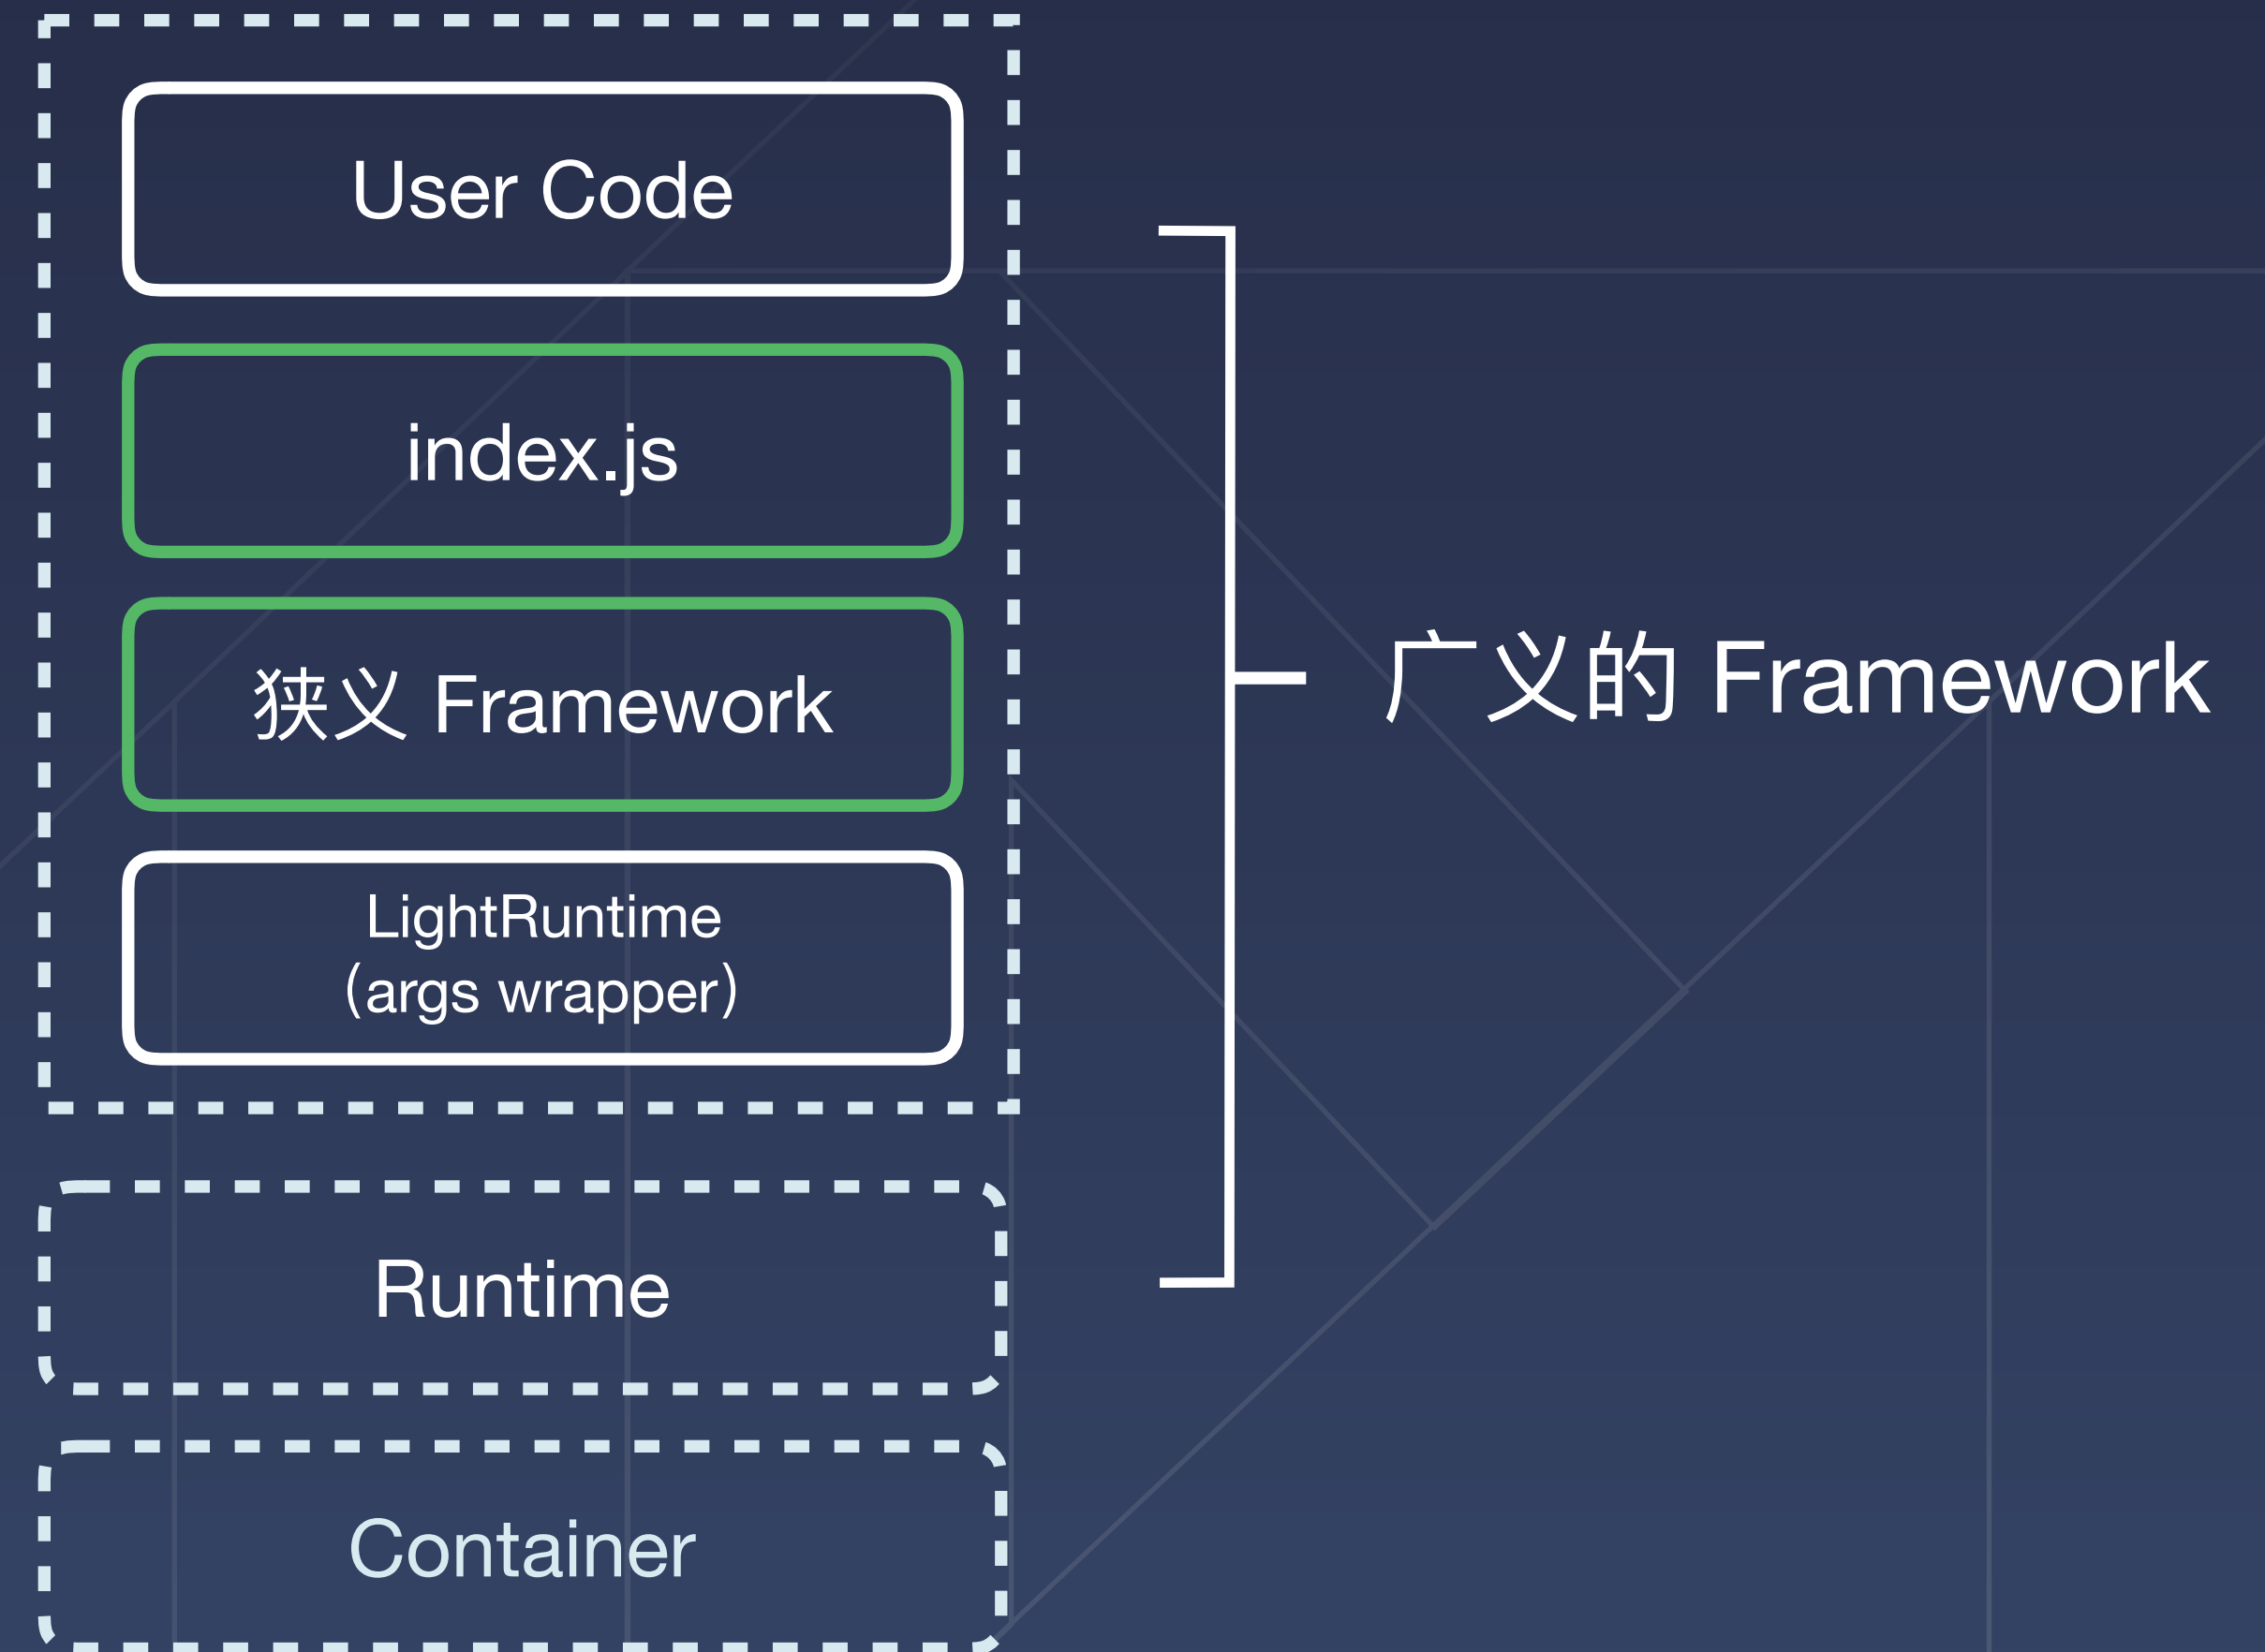 User Code
index.js
狭义 Framework
LightRuntime
(args wrapper)
广义的 Framework
Runtime
Container